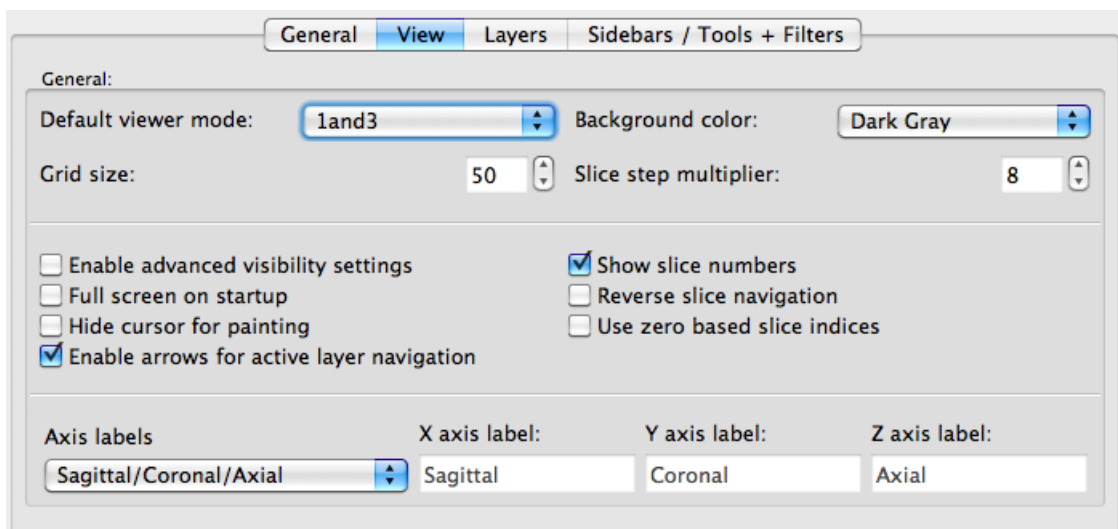 General View Layers Sidebars / Tools + Filters
General:
Default viewer mode: 1and3 Background color: Dark Gray
Grid size: 50 Slice step multiplier: 8
Enable advanced visibility settings Show slice numbers
Full screen on startup Reverse slice navigation
Hide cursor for painting Use zero based slice indices
Enable arrows for active layer navigation
Axis labels X axis label: Y axis label: Z axis label:
Sagittal/Coronal/Axial Sagittal Coronal Axial